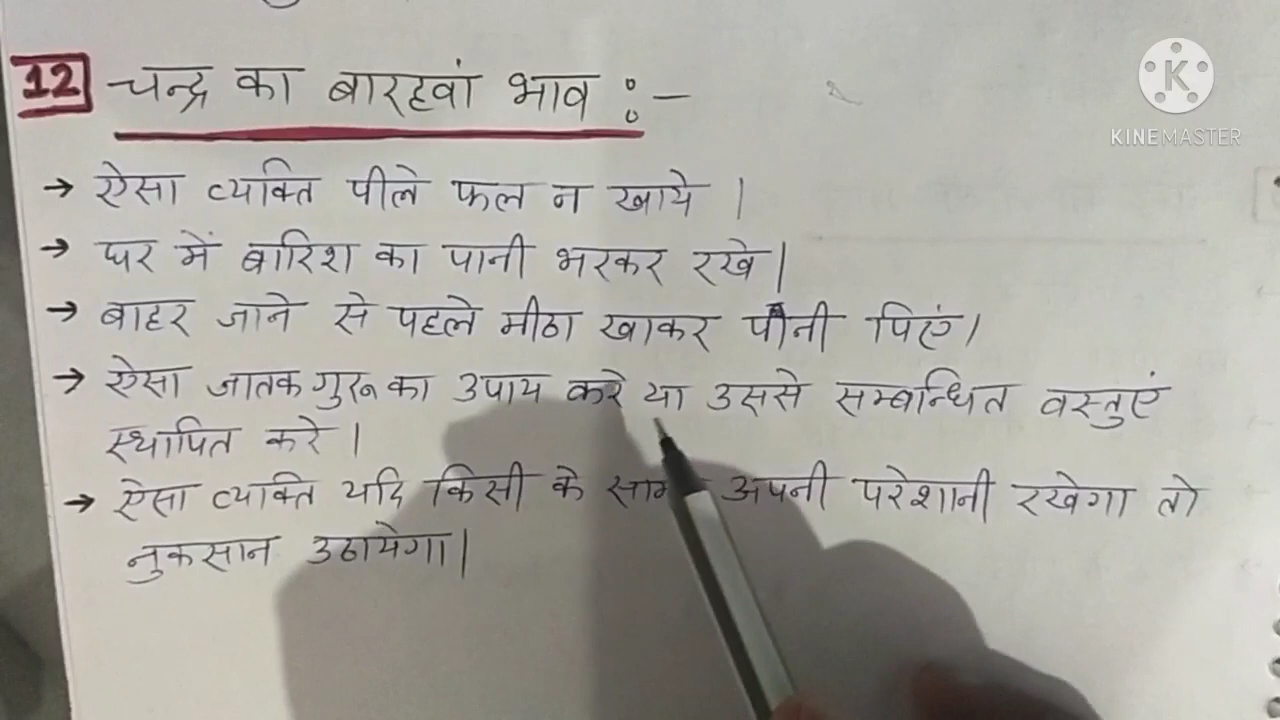 12 चन्द्र का बारहवां भाव :-
K
KINEMASTER
→ ऐसा व्यक्ति पीले फल न खाये ।
→ घर में बारिश का पानी भरकर रखे।
→ बाहर जाने से पहले मीठा खाकर पानी पिएं।
→ ऐसा जातक गुरू का उपाय करे या उससे सम्बन्धित वस्तुएं
स्थापित करे ।
→ ऐसा व्यक्ति यदि किसी के अपनी परेशानी रखेगा तो
नुकसान उठायेगा।